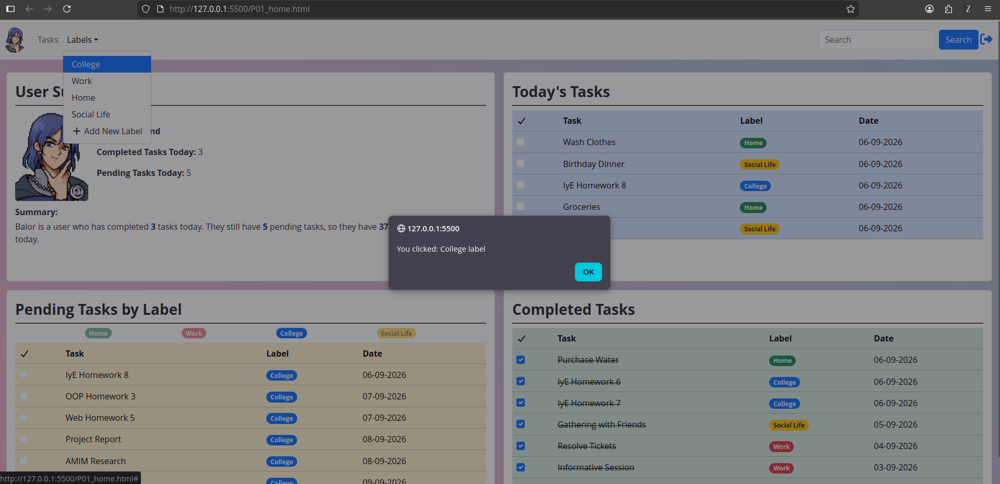 http://127.0.0.1:5500/P01_home.html
Tasks Labels
Search Search
College
Work
Home
Social Life
Add New Label
User Su
nd
Completed Tasks Today: 3
Pending Tasks Today: 5
Summary:
Balor is a user who has completed 3 tasks today. They still have 5 pending tasks, so they have 37
today.
Today's Tasks
Task Label Date
Wash Clothes Home 06-09-2026
Birthday Dinner Social Life 06-09-2026
IyE Homework 8 College 06-09-2026
Groceries Home 06-09-2026
Social Life 06-09-2026
127.0.0.1:5500
You clicked: College label
OK
Pending Tasks by Label
Home Work College Social Life
Task Label Date
IyE Homework 8 College 06-09-2026
OOP Homework 3 College 07-09-2026
Web Homework 5 College 07-09-2026
Project Report College 08-09-2026
AMIM Research College 08-09-2026
College 09-09-2026
Completed Tasks
Task Label Date
Purchase Water Home 06-09-2026
IyE Homework 6 College 06-09-2026
IyE Homework 7 College 06-09-2026
Gathering with Friends Social Life 05-09-2026
Resolve Tickets Work 04-09-2026
Informative Session Work 03-09-2026
http://127.0.0.1:5500/P01_home.html#